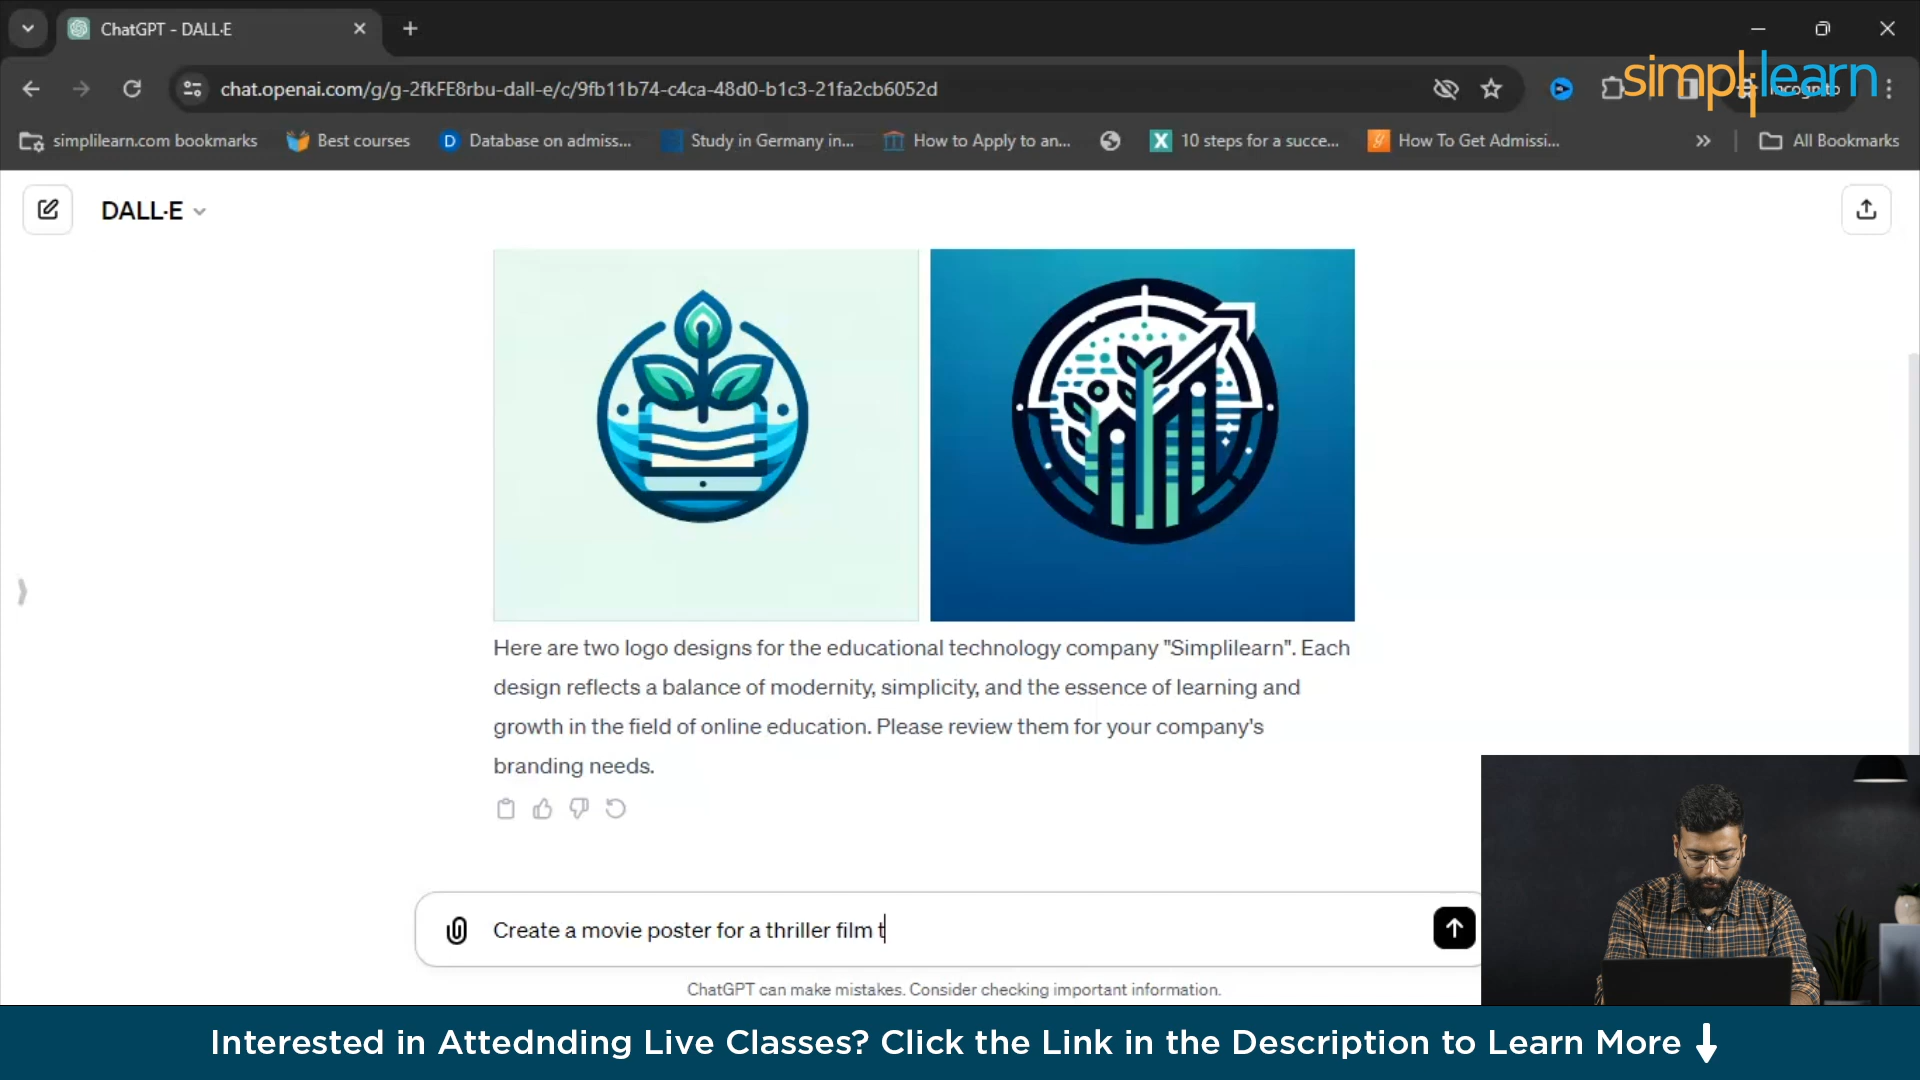 ChatGPT - DALL·E
chat.openai.com/g/g-2fkFE8rbu-dall-e/c/9fb11b74-c4ca-48d0-b1c3-21fa2cb6052d
Incognito
simplilearn
simplilearn.com bookmarks
Best courses
D
Database on admiss...
Study in Germany in...
How to Apply to an...
X
10 steps for a succe...
y
How To Get Admissi...
All Bookmarks
DALL·E
Here are two logo designs for the educational technology company "Simplilearn". Each
design reflects a balance of modernity, simplicity, and the essence of learning and
growth in the field of online education. Please review them for your company's
branding needs.
Create a movie poster for a thriller film t
ChatGPT can make mistakes. Consider checking important information.
Interested in Attednding Live Classes? Click the Link in the Description to Learn More